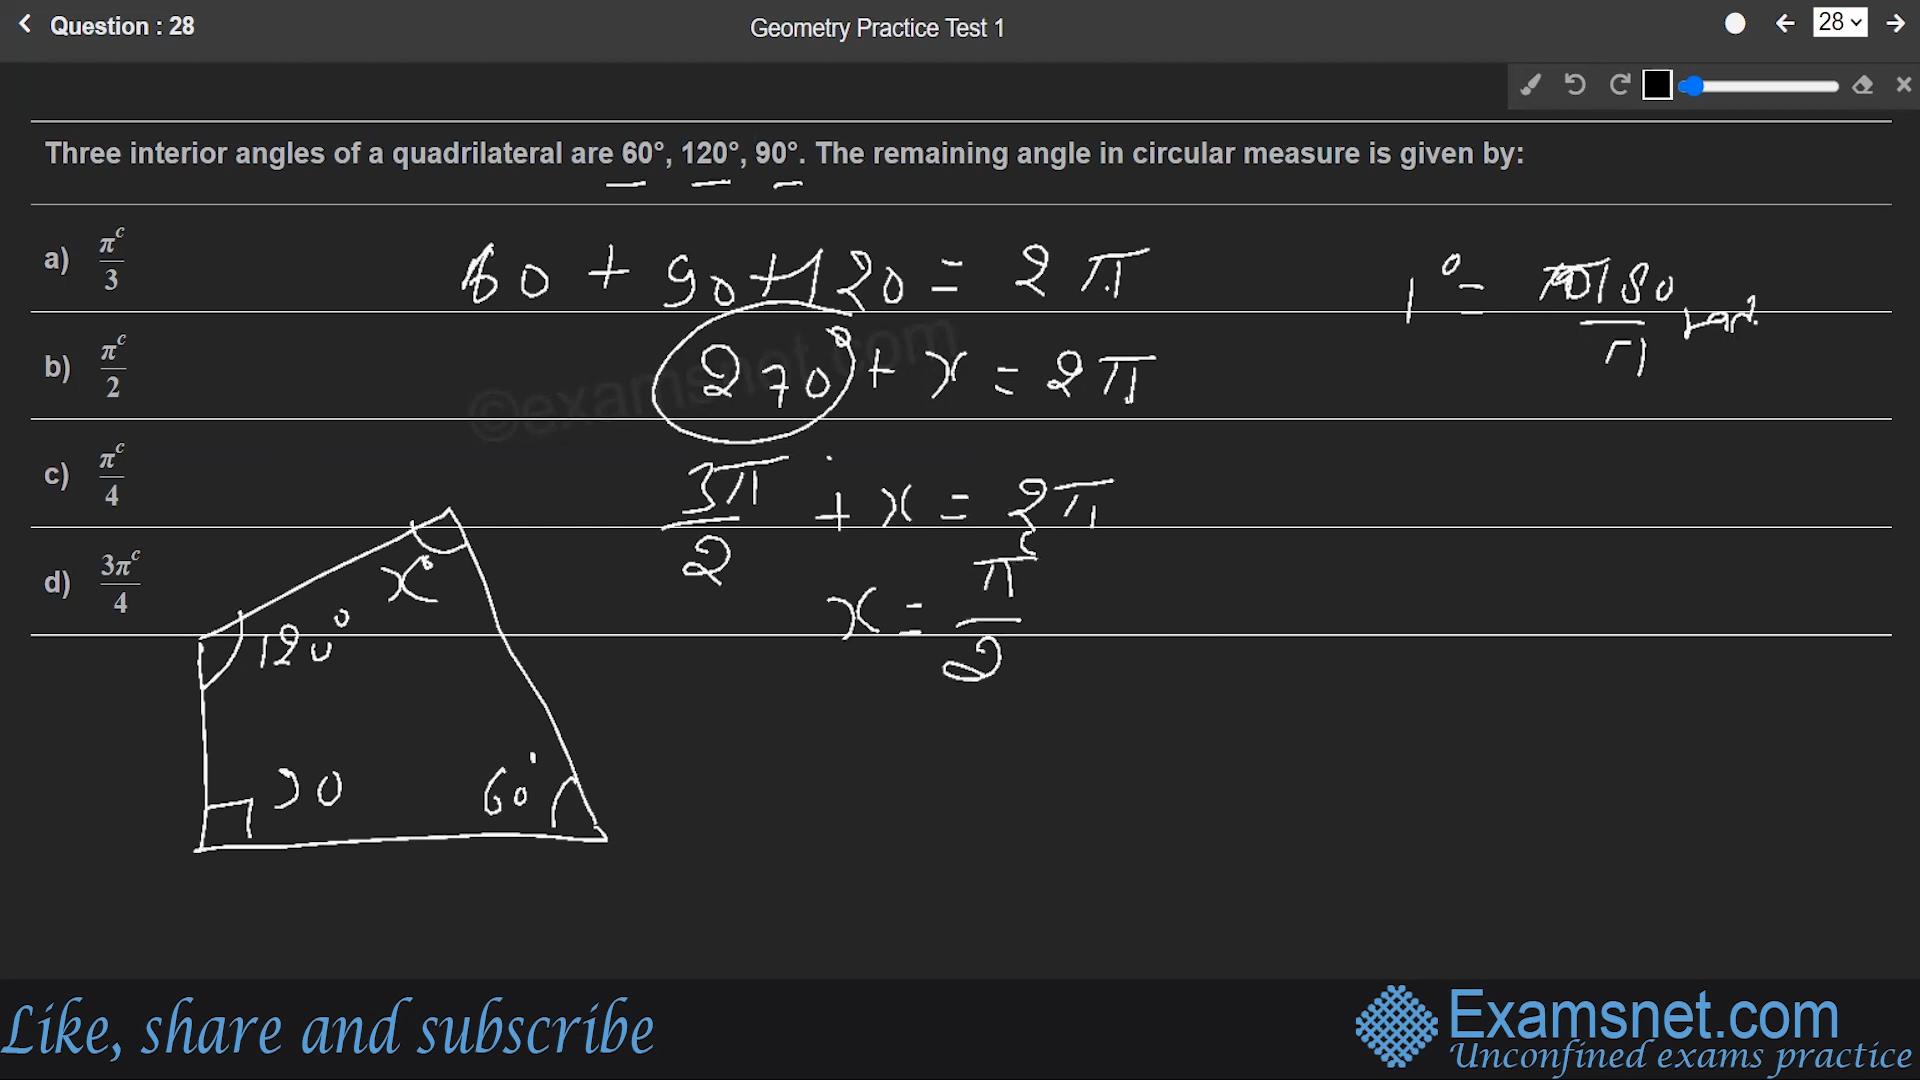 Question : 28
Geometry Practice Test 1
28
Three interior angles of a quadrilateral are 60°, 120°, 90°. The remaining angle in circular measure is given by:
a) π^c/3
b) π^c/2
c) π^c/4
d) 3π^c/4
60 + 90 + 120 = 2π
270° + x = 2π
3π/2 + x = 2π
x = π^c/2
1° = 180/π rad.
x°
120°
90
60°
©examsnet.com
Like, share and subscribe
Examsnet.com
Unconfined exams practice